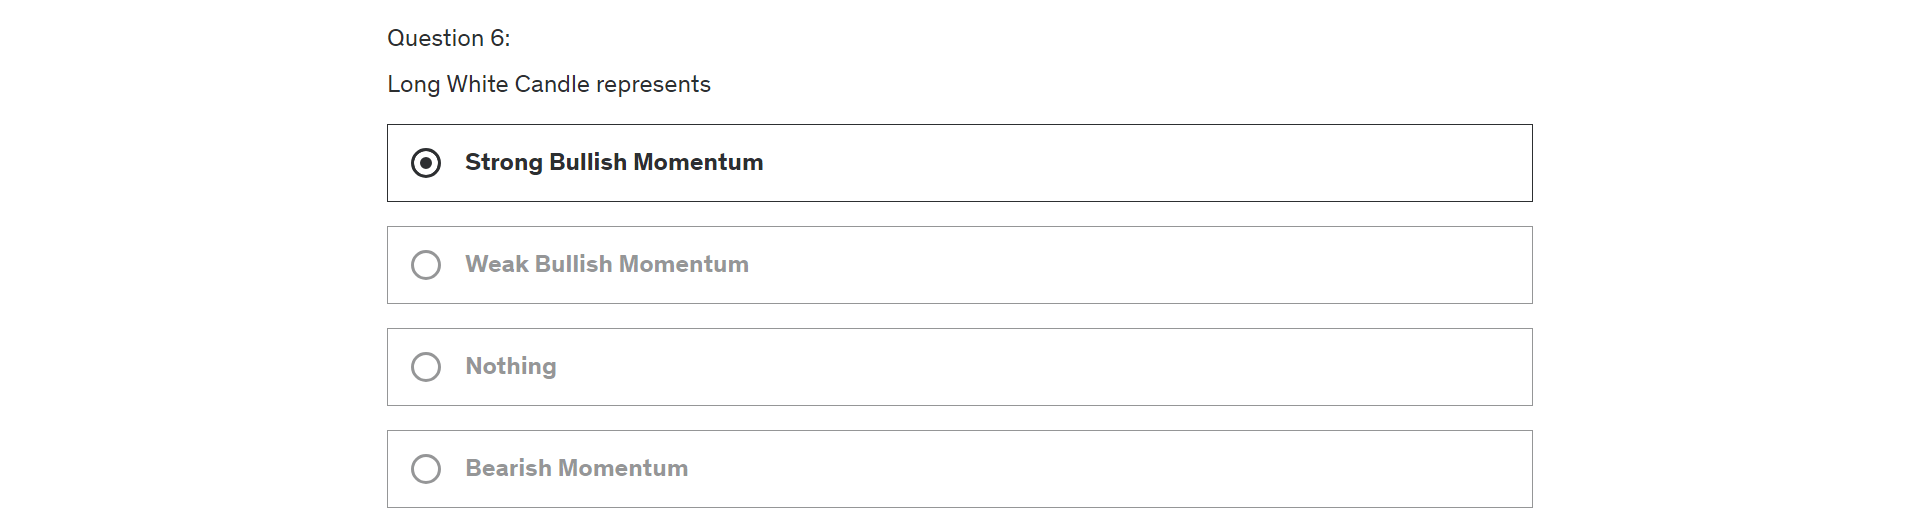 Question 6:
Long White Candle represents
Strong Bullish Momentum
Weak Bullish Momentum
Nothing
Bearish Momentum